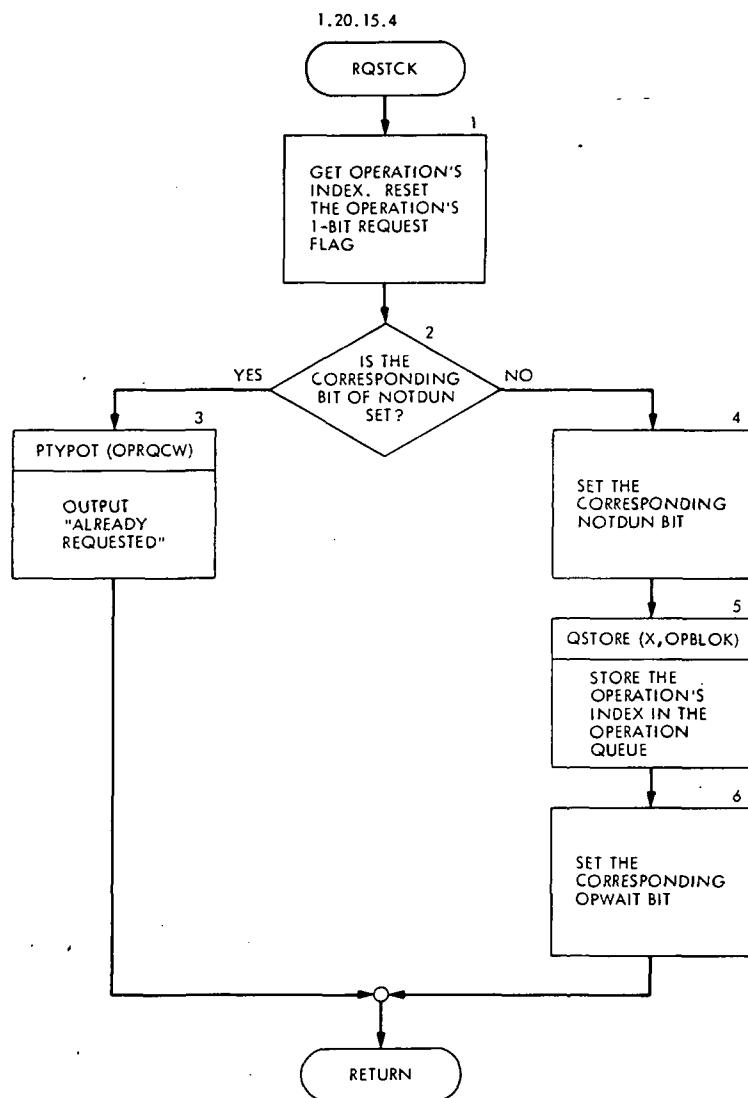 1.20.15.4
RQSTCK
1
GET OPERATION'S
INDEX. RESET
THE OPERATION'S
1-BIT REQUEST
FLAG
2
IS THE
CORRESPONDING
BIT OF NOTDUN
SET?
YES
NO
3
PTYPOT (OPRQCW)
OUTPUT
"ALREADY
REQUESTED"
4
SET THE
CORRESPONDING
NOTDUN BIT
5
QSTORE (X,OPBLOK)
STORE THE
OPERATION'S
INDEX IN THE
OPERATION
QUEUE
6
SET THE
CORRESPONDING
OPWAIT BIT
RETURN